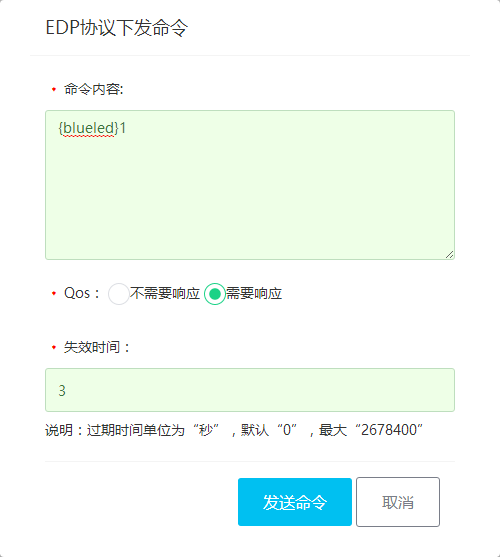 EDP协议下发命令
• 命令内容:
{blueled}1
• Qos： 不需要响应 需要响应
• 失效时间：
3
说明：过期时间单位为“秒”，默认“0”，最大“2678400”
发送命令 取消